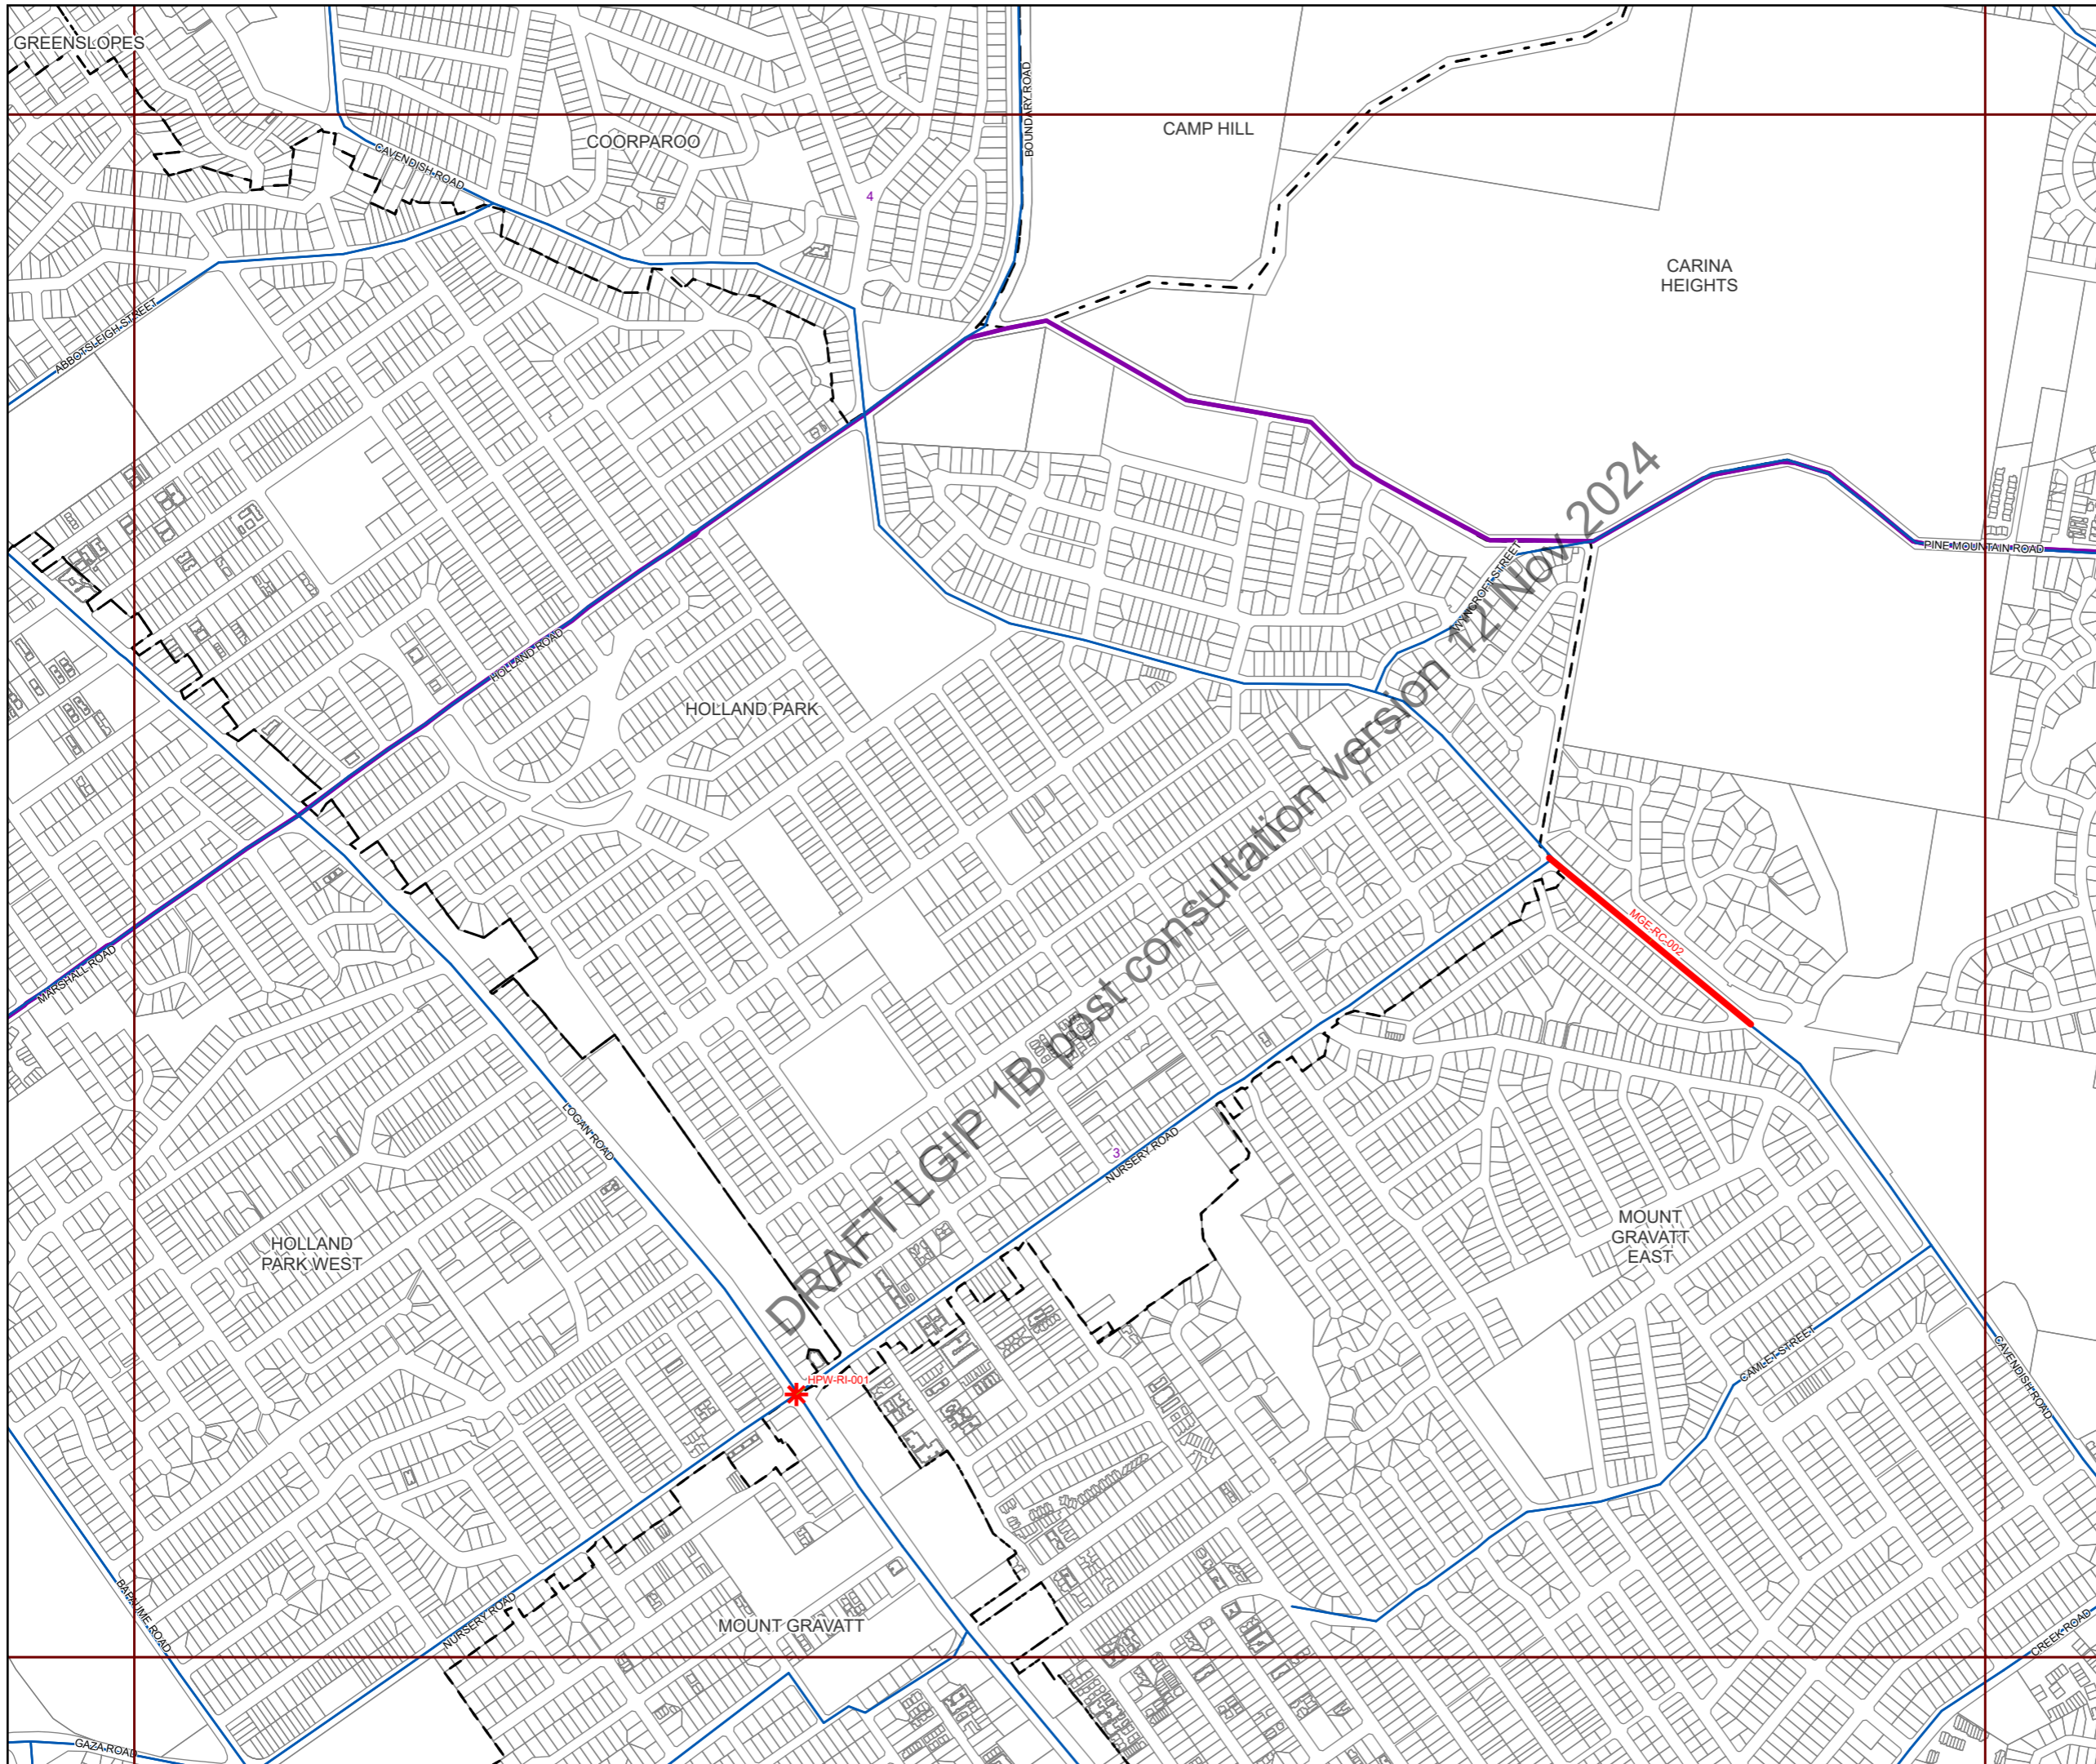 GREENSLOPES
BOUNDARY ROAD
CAMP HILL
COORPAROO
CAVENDISH ROAD
4
CARINA
HEIGHTS
ABBOTSLEIGH STREET
PINE MOUNTAIN ROAD
WYNCROFT STREET
HOLLAND ROAD
HOLLAND PARK
DRAFT LGIP 1B post consultation version 12 Nov 2024
MGE-RC-002
MARSHALL ROAD
LOGAN ROAD
3
NURSERY ROAD
HOLLAND
PARK WEST
MOUNT
GRAVATT
EAST
CAMLET STREET
CAVENDISH ROAD
HPW-RI-001
NURSERY ROAD
MOUNT GRAVATT
CREEK ROAD
GAZA ROAD